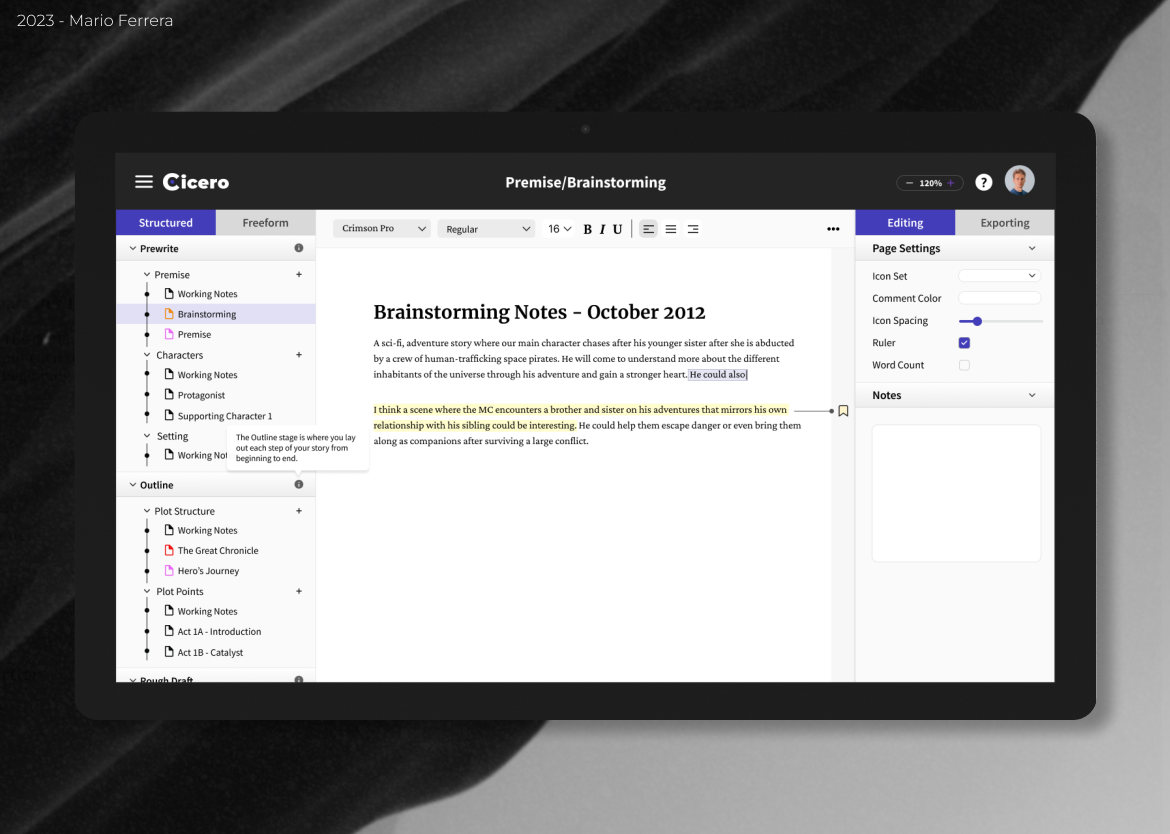 2023 - Mario Ferrera
Cicero
Premise/Brainstorming
− 120% +
?
Structured
Freeform
Prewrite
Premise +
Working Notes
Brainstorming
Premise
Characters +
Working Notes
Protagonist
Supporting Character 1
Setting
Working Not
The Outline stage is where you lay
out each step of your story from
beginning to end.
Outline
Plot Structure +
Working Notes
The Great Chronicle
Hero's Journey
Plot Points +
Working Notes
Act 1A - Introduction
Act 1B - Catalyst
Rough Draft
Crimson Pro
Regular
16
B I U
Brainstorming Notes - October 2012
A sci-fi, adventure story where our main character chases after his younger sister after she is abducted
by a crew of human-trafficking space pirates. He will come to understand more about the different
inhabitants of the universe through his adventure and gain a stronger heart. He could also
I think a scene where the MC encounters a brother and sister on his adventures that mirrors his own
relationship with his sibling could be interesting. He could help them escape danger or even bring them
along as companions after surviving a large conflict.
Editing
Exporting
Page Settings
Icon Set
Comment Color
Icon Spacing
Ruler
Word Count
Notes